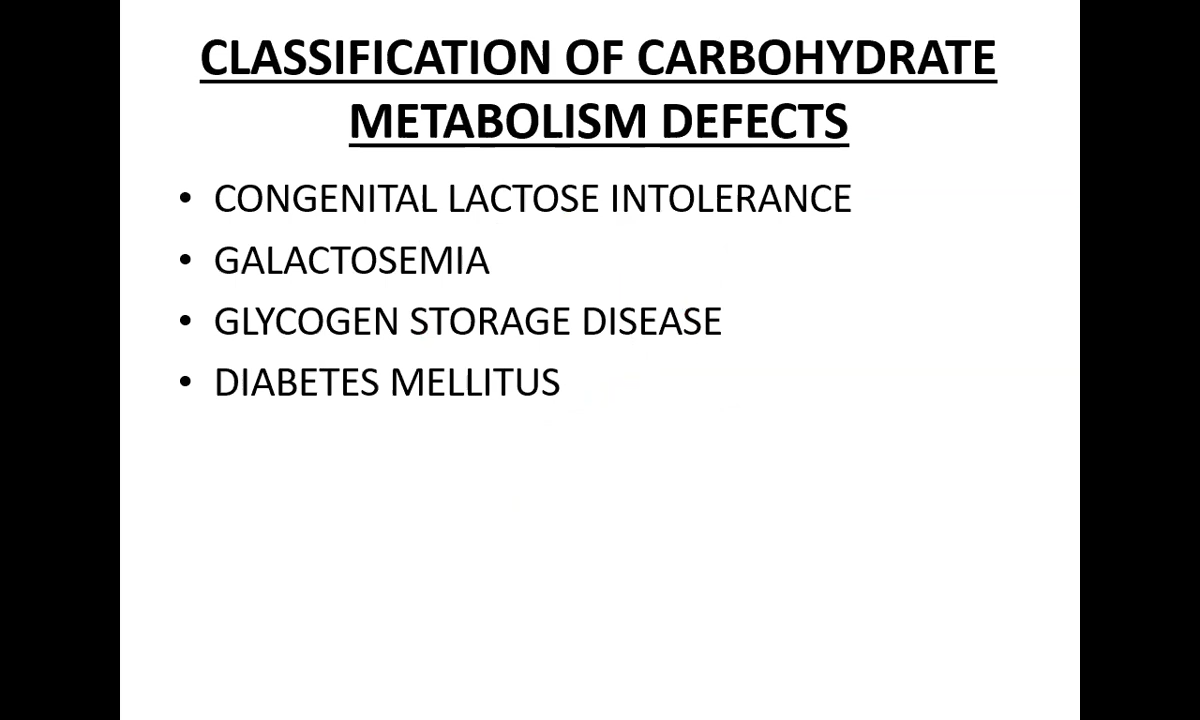 CLASSIFICATION OF CARBOHYDRATE
METABOLISM DEFECTS
• CONGENITAL LACTOSE INTOLERANCE
• GALACTOSEMIA
• GLYCOGEN STORAGE DISEASE
• DIABETES MELLITUS